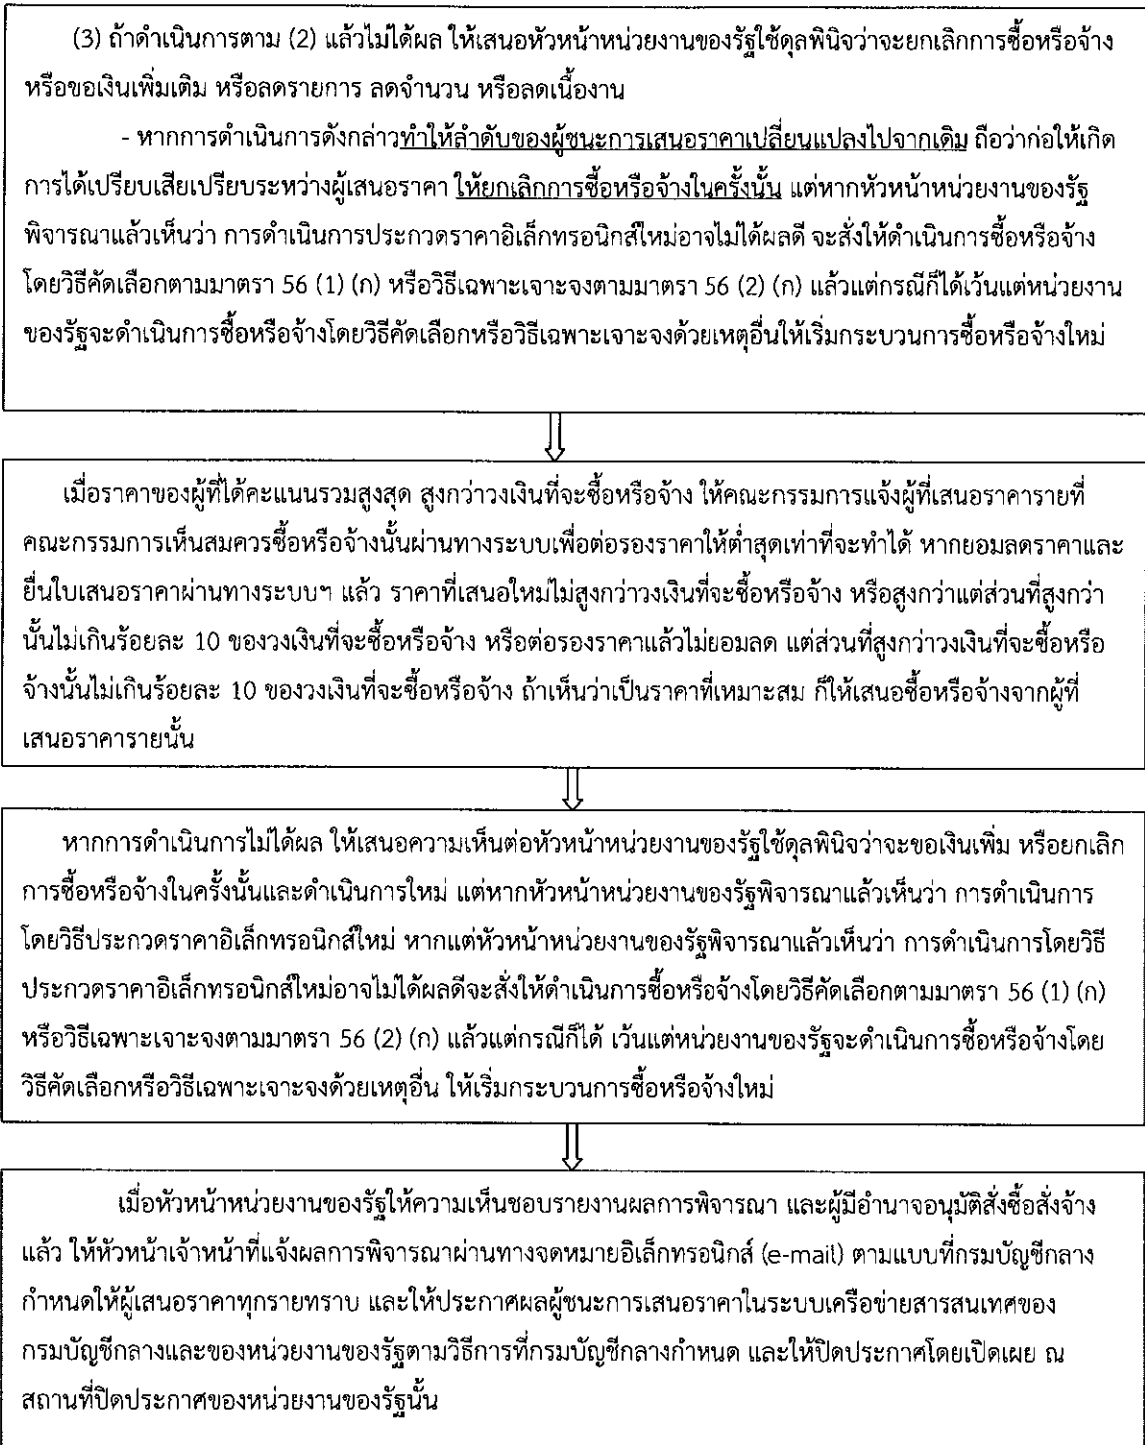 (3) ถ้าดำเนินการตาม (2) แล้วไม่ได้ผล ให้เสนอหัวหน้าหน่วยงานของรัฐใช้ดุลพินิจว่าจะยกเลิกการซื้อหรือจ้าง
หรือขอเงินเพิ่มเติม หรือลดรายการ ลดจำนวน หรือลดเนื้องาน
- หากการดำเนินการดังกล่าวทำให้ลำดับของผู้ชนะการเสนอราคาเปลี่ยนแปลงไปจากเดิม ถือว่าก่อให้เกิด
การได้เปรียบเสียเปรียบระหว่างผู้เสนอราคา ให้ยกเลิกการซื้อหรือจ้างในครั้งนั้น แต่หากหัวหน้าหน่วยงานของรัฐ
พิจารณาแล้วเห็นว่า การดำเนินการประกวดราคาอิเล็กทรอนิกส์ใหม่อาจไม่ได้ผลดี จะสั่งให้ดำเนินการซื้อหรือจ้าง
โดยวิธีคัดเลือกตามมาตรา 56 (1) (ก) หรือวิธีเฉพาะเจาะจงตามมาตรา 56 (2) (ก) แล้วแต่กรณีก็ได้เว้นแต่หน่วยงาน
ของรัฐจะดำเนินการซื้อหรือจ้างโดยวิธีคัดเลือกหรือวิธีเฉพาะเจาะจงด้วยเหตุอื่นให้เริ่มกระบวนการซื้อหรือจ้างใหม่
เมื่อราคาของผู้ที่ได้คะแนนรวมสูงสุด สูงกว่าวงเงินที่จะซื้อหรือจ้าง ให้คณะกรรมการแจ้งผู้ที่เสนอราคารายที่
คณะกรรมการเห็นสมควรซื้อหรือจ้างนั้นผ่านทางระบบเพื่อต่อรองราคาให้ต่ำสุดเท่าที่จะทำได้ หากยอมลดราคาและ
ยื่นใบเสนอราคาผ่านทางระบบฯ แล้ว ราคาที่เสนอใหม่ไม่สูงกว่าวงเงินที่จะซื้อหรือจ้าง หรือสูงกว่าแต่ส่วนที่สูงกว่า
นั้นไม่เกินร้อยละ 10 ของวงเงินที่จะซื้อหรือจ้าง หรือต่อรองราคาแล้วไม่ยอมลด แต่ส่วนที่สูงกว่าวงเงินที่จะซื้อหรือ
จ้างนั้นไม่เกินร้อยละ 10 ของวงเงินที่จะซื้อหรือจ้าง ถ้าเห็นว่าเป็นราคาที่เหมาะสม ก็ให้เสนอซื้อหรือจ้างจากผู้ที่
เสนอราคารายนั้น
หากการดำเนินการไม่ได้ผล ให้เสนอความเห็นต่อหัวหน้าหน่วยงานของรัฐใช้ดุลพินิจว่าจะขอเงินเพิ่ม หรือยกเลิก
การซื้อหรือจ้างในครั้งนั้นและดำเนินการใหม่ แต่หากหัวหน้าหน่วยงานของรัฐพิจารณาแล้วเห็นว่า การดำเนินการ
โดยวิธีประกวดราคาอิเล็กทรอนิกส์ใหม่ หากแต่หัวหน้าหน่วยงานของรัฐพิจารณาแล้วเห็นว่า การดำเนินการโดยวิธี
ประกวดราคาอิเล็กทรอนิกส์ใหม่อาจไม่ได้ผลดีจะสั่งให้ดำเนินการซื้อหรือจ้างโดยวิธีคัดเลือกตามมาตรา 56 (1) (ก)
หรือวิธีเฉพาะเจาะจงตามมาตรา 56 (2) (ก) แล้วแต่กรณีก็ได้ เว้นแต่หน่วยงานของรัฐจะดำเนินการซื้อหรือจ้างโดย
วิธีคัดเลือกหรือวิธีเฉพาะเจาะจงด้วยเหตุอื่น ให้เริ่มกระบวนการซื้อหรือจ้างใหม่
เมื่อหัวหน้าหน่วยงานของรัฐให้ความเห็นชอบรายงานผลการพิจารณา และผู้มีอำนาจอนุมัติสั่งซื้อสั่งจ้าง
แล้ว ให้หัวหน้าเจ้าหน้าที่แจ้งผลการพิจารณาผ่านทางจดหมายอิเล็กทรอนิกส์ (e-mail) ตามแบบที่กรมบัญชีกลาง
กำหนดให้ผู้เสนอราคาทุกรายทราบ และให้ประกาศผลผู้ชนะการเสนอราคาในระบบเครือข่ายสารสนเทศของ
กรมบัญชีกลางและของหน่วยงานของรัฐตามวิธีการที่กรมบัญชีกลางกำหนด และให้ปิดประกาศโดยเปิดเผย ณ
สถานที่ปิดประกาศของหน่วยงานของรัฐนั้น